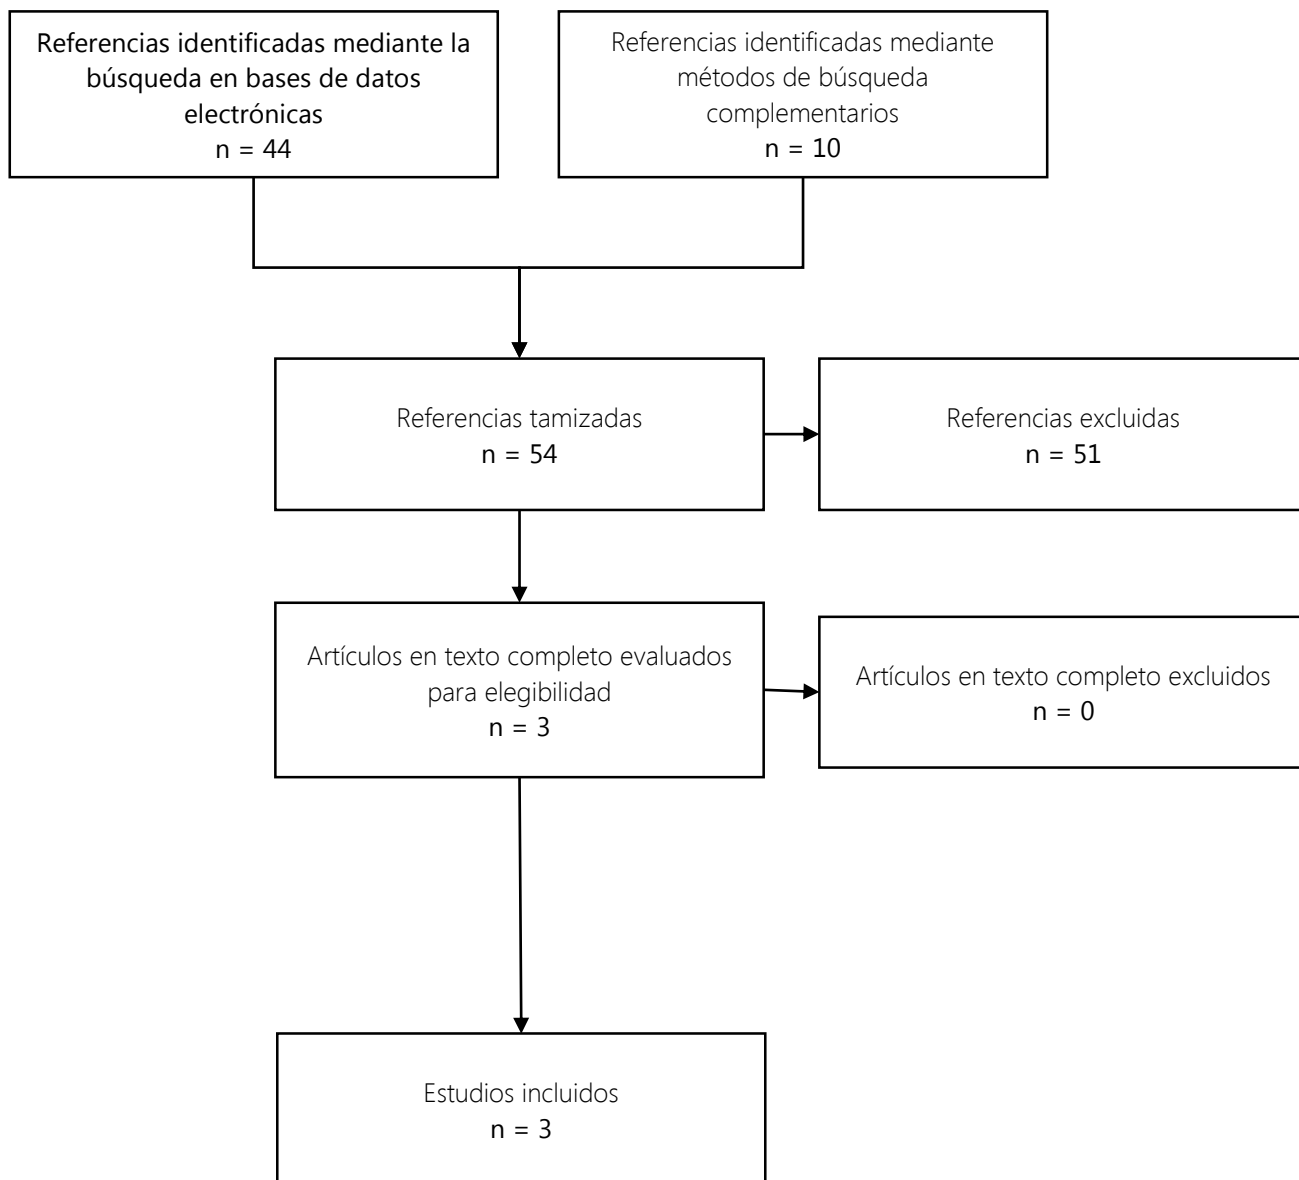 Referencias identificadas mediante la
búsqueda en bases de datos
electrónicas
n = 44
Referencias identificadas mediante
métodos de búsqueda
complementarios
n = 10
Referencias tamizadas
n = 54
Referencias excluidas
n = 51
Artículos en texto completo evaluados
para elegibilidad
n = 3
Artículos en texto completo excluidos
n = 0
Estudios incluidos
n = 3